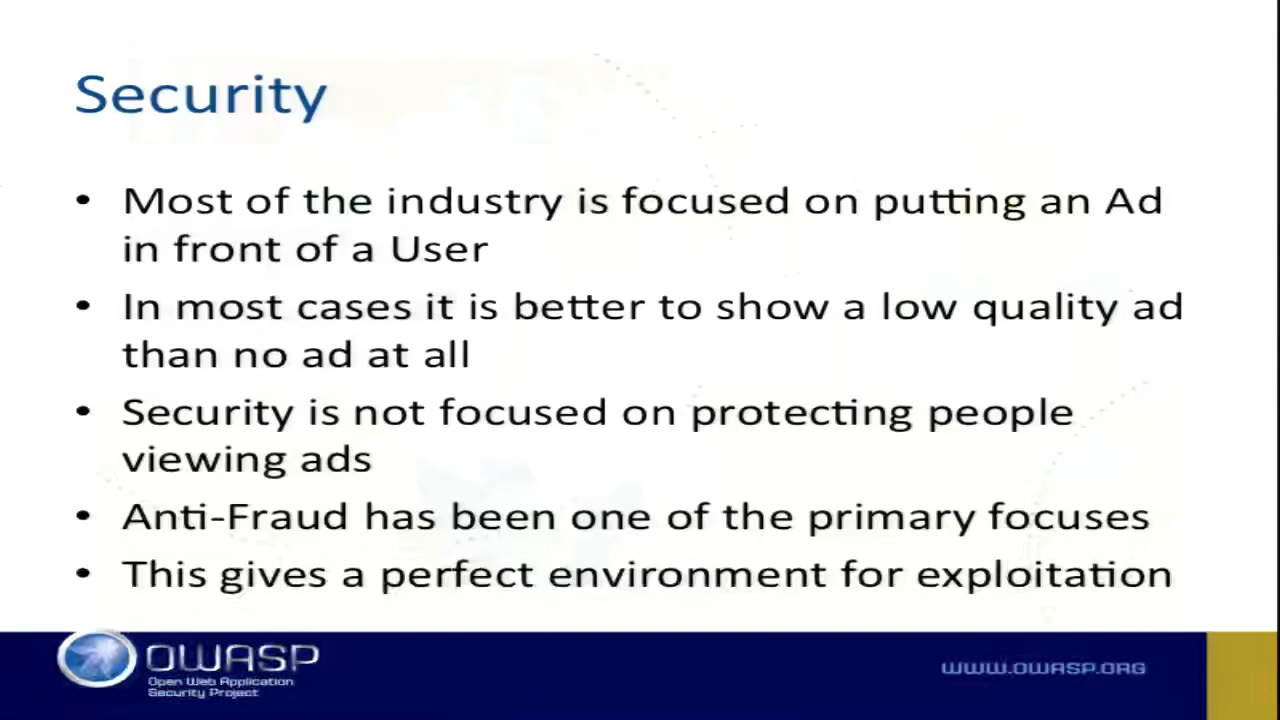 Security
• Most of the industry is focused on putting an Ad
in front of a User
• In most cases it is better to show a low quality ad
than no ad at all
• Security is not focused on protecting people
viewing ads
• Anti-Fraud has been one of the primary focuses
• This gives a perfect environment for exploitation
OWASP
Open Web Application
Security Project
WWW.OWASP.ORG